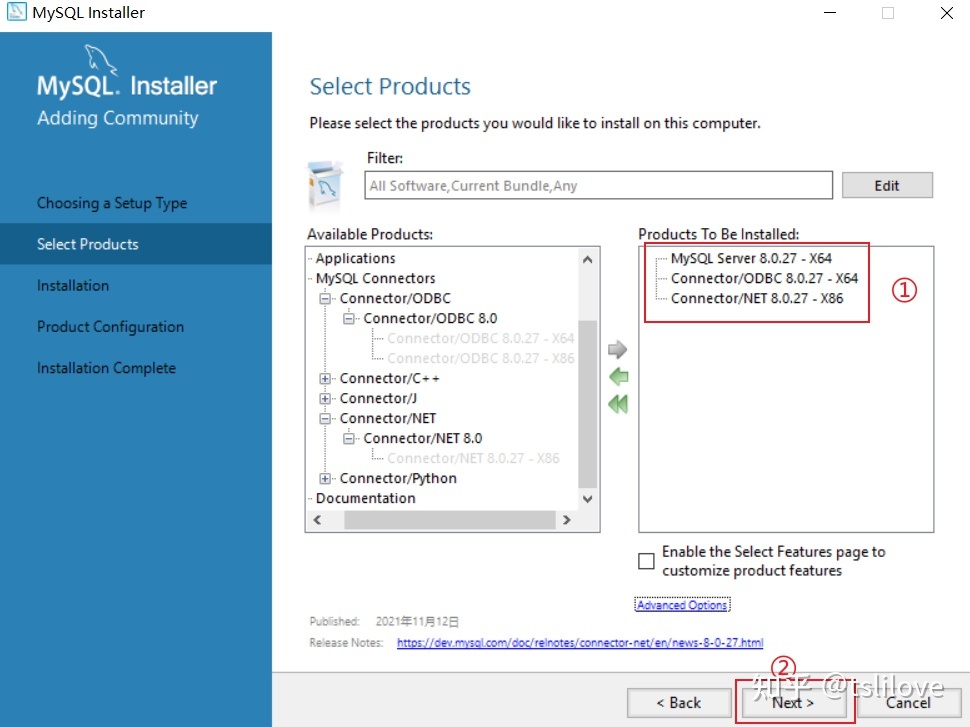 MySQL Installer
MySQL. Installer
Adding Community
Choosing a Setup Type
Select Products
Installation
Product Configuration
Installation Complete
Select Products
Please select the products you would like to install on this computer.
Filter:
All Software,Current Bundle,Any
Edit
Available Products:
Applications
MySQL Connectors
Connector/ODBC
Connector/ODBC 8.0
Connector/ODBC 8.0.27 - X64
Connector/ODBC 8.0.27 - X86
Connector/C++
Connector/J
Connector/NET
Connector/NET 8.0
Connector/NET 8.0.27 - X86
Connector/Python
Documentation
Products To Be Installed:
MySQL Server 8.0.27 - X64
Connector/ODBC 8.0.27 - X64
Connector/NET 8.0.27 - X86
①
Enable the Select Features page to
customize product features
Advanced Options
Published: 2021年11月12日
Release Notes: https://dev.mysql.com/doc/relnotes/connector-net/en/news-8-0-27.html
②
< Back
Next >
Cancel
知乎 @tslilove